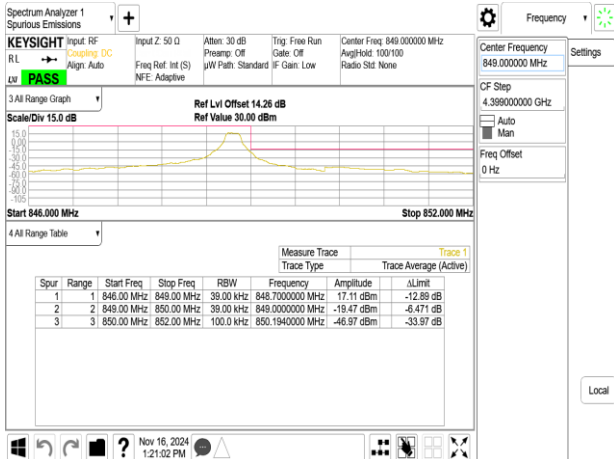 Spectrum Analyzer 1
Spurious Emissions
+
Frequency
KEYSIGHT Input: RF Input Z: 50 Ω Atten: 30 dB Trig: Free Run Center Freq: 849.000000 MHz
RL Coupling: DC Preamp: Off Gate: Off Avg|Hold: 100/100
Align: Auto Freq Ref: Int (S) µW Path: Standard IF Gain: Low Radio Std: None
NFE: Adaptive
LXI PASS
Center Frequency
849.000000 MHz
Settings
CF Step
4.399000000 GHz
Auto
Man
Freq Offset
0 Hz
3 All Range Graph
Ref Lvl Offset 14.26 dB
Scale/Div 15.0 dB Ref Value 30.00 dBm
15.0
0.00
-15.0
-30.0
-45.0
-60.0
-75.0
-90.0
-105
Start 846.000 MHz Stop 852.000 MHz
4 All Range Table
Measure Trace Trace 1
Trace Type Trace Average (Active)
Spur Range Start Freq Stop Freq RBW Frequency Amplitude ΔLimit
1 1 846.00 MHz 849.00 MHz 39.00 kHz 848.7000000 MHz 17.11 dBm -12.89 dB
2 2 849.00 MHz 850.00 MHz 39.00 kHz 849.0000000 MHz -19.47 dBm -6.471 dB
3 3 850.00 MHz 852.00 MHz 100.0 kHz 850.1940000 MHz -46.97 dBm -33.97 dB
Local
? Nov 16, 2024
1:21:02 PM